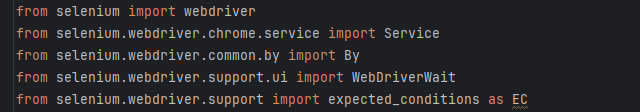 from selenium import webdriver
from selenium.webdriver.chrome.service import Service
from selenium.webdriver.common.by import By
from selenium.webdriver.support.ui import WebDriverWait
from selenium.webdriver.support import expected_conditions as EC